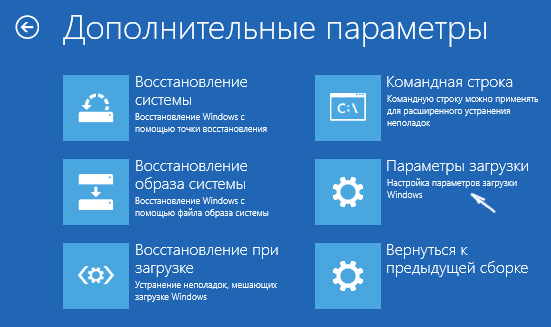 Дополнительные параметры
Восстановление
системы
Восстановление Windows с
помощью точки восстановления
Восстановление
образа системы
Восстановление Windows с
помощью файла образа системы
Восстановление при
загрузке
Устранение неполадок, мешающих
загрузке Windows
Командная строка
Командную строку можно применять
для расширенного устранения
неполадок
C:\
Параметры загрузки
Настройка параметров загрузки
Windows
Вернуться к
предыдущей сборке